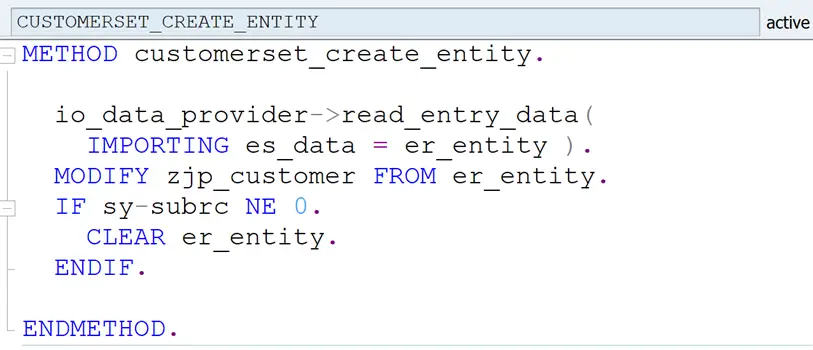 CUSTOMERSET_CREATE_ENTITY active
METHOD customerset_create_entity.
io_data_provider->read_entry_data(
IMPORTING es_data = er_entity ).
MODIFY zjp_customer FROM er_entity.
IF sy-subrc NE 0.
CLEAR er_entity.
ENDIF.
ENDMETHOD.